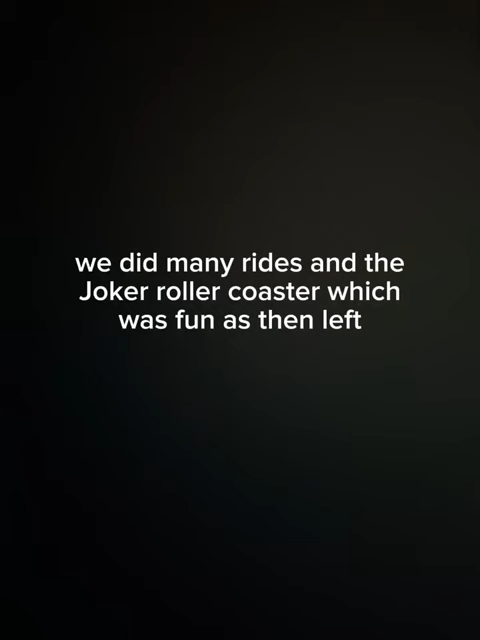 we did many rides and the
Joker roller coaster which
was fun as then left